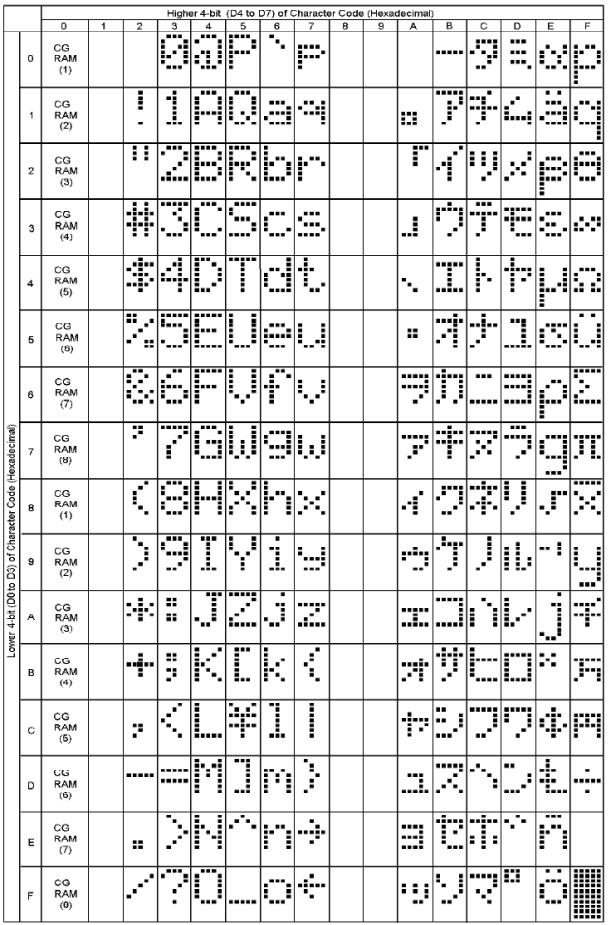 Higher 4-bit (D4 to D7) of Character Code (Hexadecimal)
0 1 2 3 4 5 6 7 8 9 A B C D E F
Lower 4-bit (D0 to D3) of Character Code (Hexadecimal)
0 CG RAM (1) 0 @ P ` p ー タ ミ α p
1 CG RAM (2) ! 1 A Q a q 。 ア チ ム ä q
2 CG RAM (3) " 2 B R b r 「 イ ツ メ β θ
3 CG RAM (4) # 3 C S c s 」 ウ テ モ ε ∞
4 CG RAM (5) $ 4 D T d t 、 エ ト ヤ μ Ω
5 CG RAM (6) % 5 E U e u ・ オ ナ ユ σ ü
6 CG RAM (7) & 6 F V f v ヲ カ ニ ヨ ρ Σ
7 CG RAM (8) ' 7 G W g w ァ キ ヌ ラ g π
8 CG RAM (1) ( 8 H X h x ィ ク ネ リ √ x̄
9 CG RAM (2) ) 9 I Y i y ゥ ケ ノ ル ⁻¹ y
A CG RAM (3) * : J Z j z ェ コ ハ レ j 千
B CG RAM (4) + ; K [ k { ォ サ ヒ ロ ˣ 万
C CG RAM (5) , < L ¥ l | ャ シ フ ワ ¢ 円
D CG RAM (6) - = M ] m } ュ ス ヘ ン £ ÷
E CG RAM (7) . > N ^ n → ョ セ ホ ゛ ñ
F CG RAM (0) / ? O _ o ← ッ ソ マ ゜ ö █